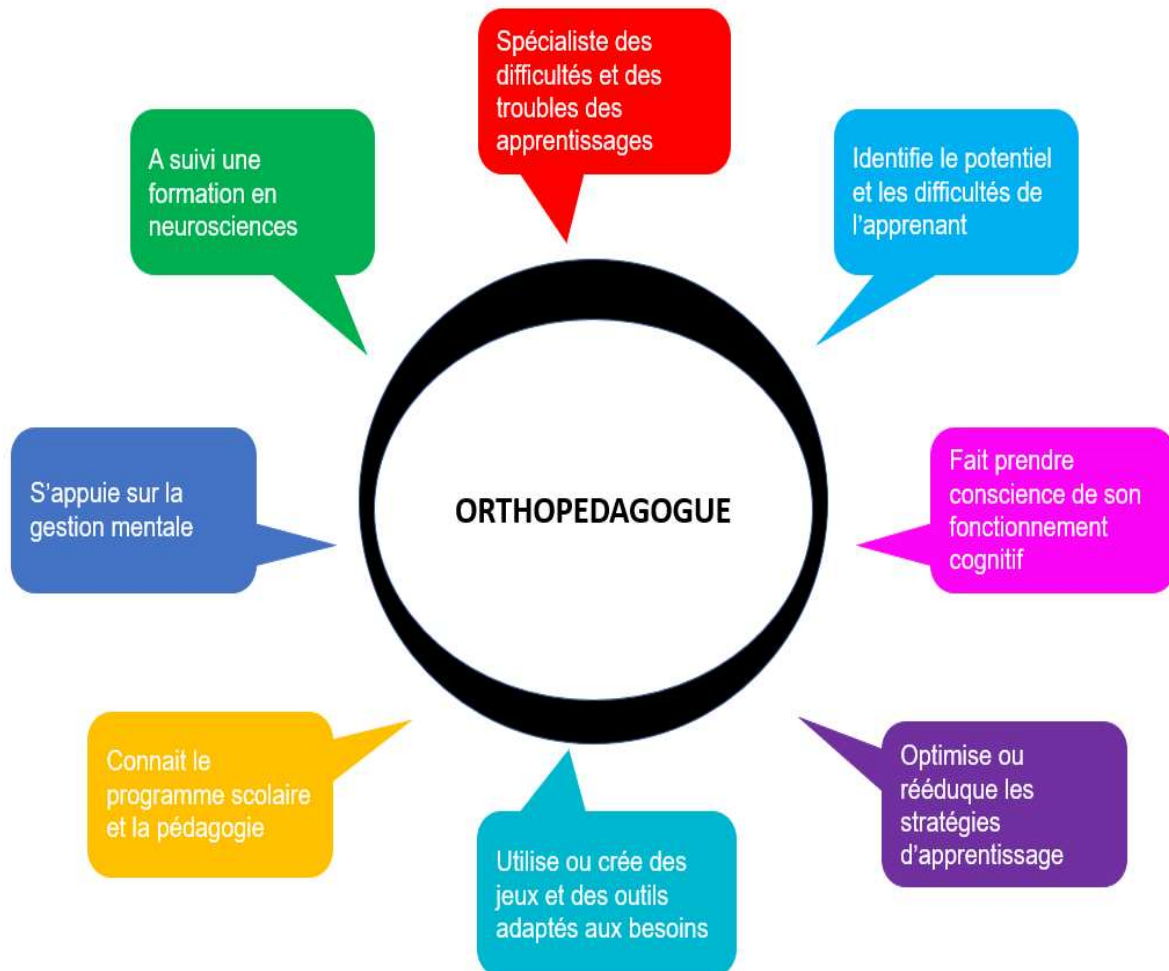 Spécialiste des
difficultés et des
troubles des
apprentissages
A suivi une
formation en
neurosciences
Identifie le potentiel
et les difficultés de
l'apprenant
S'appuie sur la
gestion mentale
ORTHOPEDAGOGUE
Fait prendre
conscience de son
fonctionnement
cognitif
Connait le
programme scolaire
et la pédagogie
Optimise ou
rééduque les
stratégies
d'apprentissage
Utilise ou crée des
jeux et des outils
adaptés aux besoins